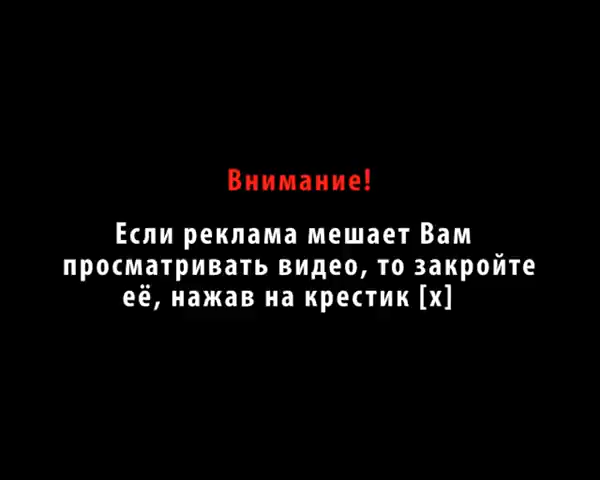 Внимание!
Если реклама мешает Вам
просматривать видео, то закройте
её, нажав на крестик [x]